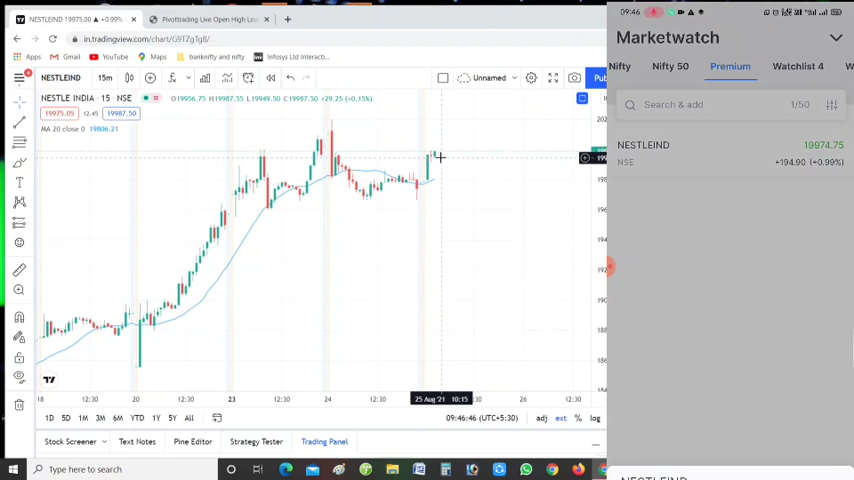 NESTLEIND 19975.00 ▲ +0.99%
Pivottrading Live Open High Lo
in.tradingview.com/chart/G9TZgTg8/
Apps Gmail YouTube Maps banknifty and nifty Infosys Ltd Interacti...
NESTLEIND 15m Unnamed Pub
NESTLE INDIA · 15 · NSE O19956.75 H19987.55 L19949.50 C19987.50 +29.25 (+0.15%)
19975.05 12.45 19987.50
MA 20 close 0 19806.21
18 12:30 20 12:30 23 12:30 24 12:30 25 Aug '21 10:15 26 12:30
1D 5D 1M 3M 6M YTD 1Y 5Y All 09:46:46 (UTC+5:30) adj ext % log
Stock Screener Text Notes Pine Editor Strategy Tester Trading Panel
Type here to search
09:46
Marketwatch
Nifty Nifty 50 Premium Watchlist 4 W
Search & add 1/50
NESTLEIND 19974.75
NSE +194.90 (+0.99%)